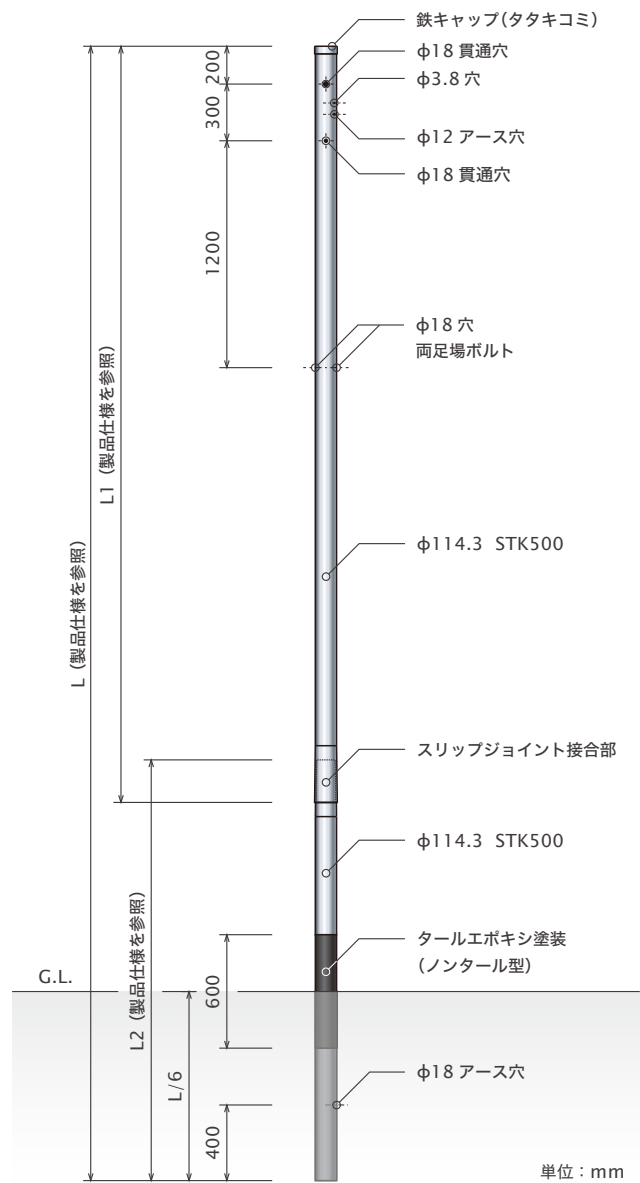 鉄キャップ（タタキコミ）
φ18 貫通穴
φ3.8 穴
φ12 アース穴
φ18 貫通穴
200
300
1200
φ18 穴
両足場ボルト
L1（製品仕様を参照）
L（製品仕様を参照）
φ114.3 STK500
スリップジョイント接合部
φ114.3 STK500
L2（製品仕様を参照）
タールエポキシ塗装
（ノンタール型）
G.L.
600
L/6
φ18 アース穴
400
単位：mm